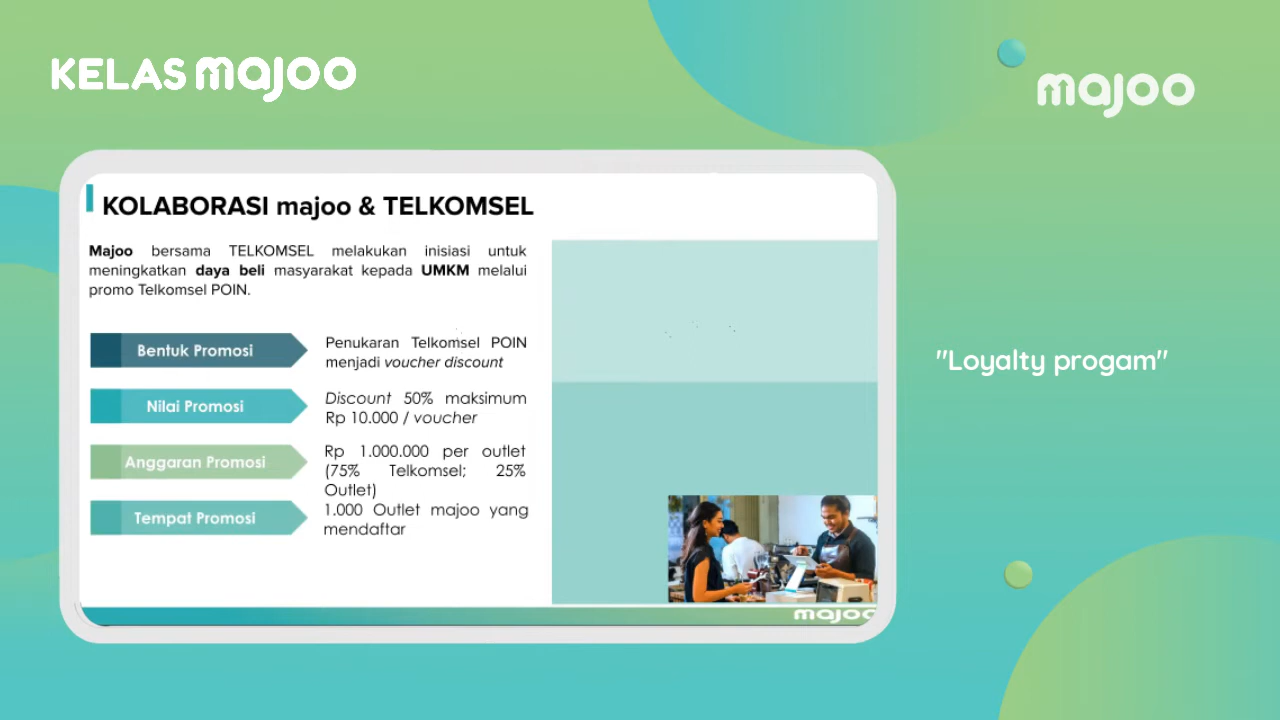 KELAS majoo
majoo
KOLABORASI majoo & TELKOMSEL
Majoo bersama TELKOMSEL melakukan inisiasi untuk
meningkatkan daya beli masyarakat kepada UMKM melalui
promo Telkomsel POIN.
Bentuk Promosi
Penukaran Telkomsel POIN
menjadi voucher discount
Nilai Promosi
Discount 50% maksimum
Rp 10.000 / voucher
Anggaran Promosi
Rp 1.000.000 per outlet
(75% Telkomsel; 25%
Outlet)
Tempat Promosi
1.000 Outlet majoo yang
mendaftar
majoo
"Loyalty progam"